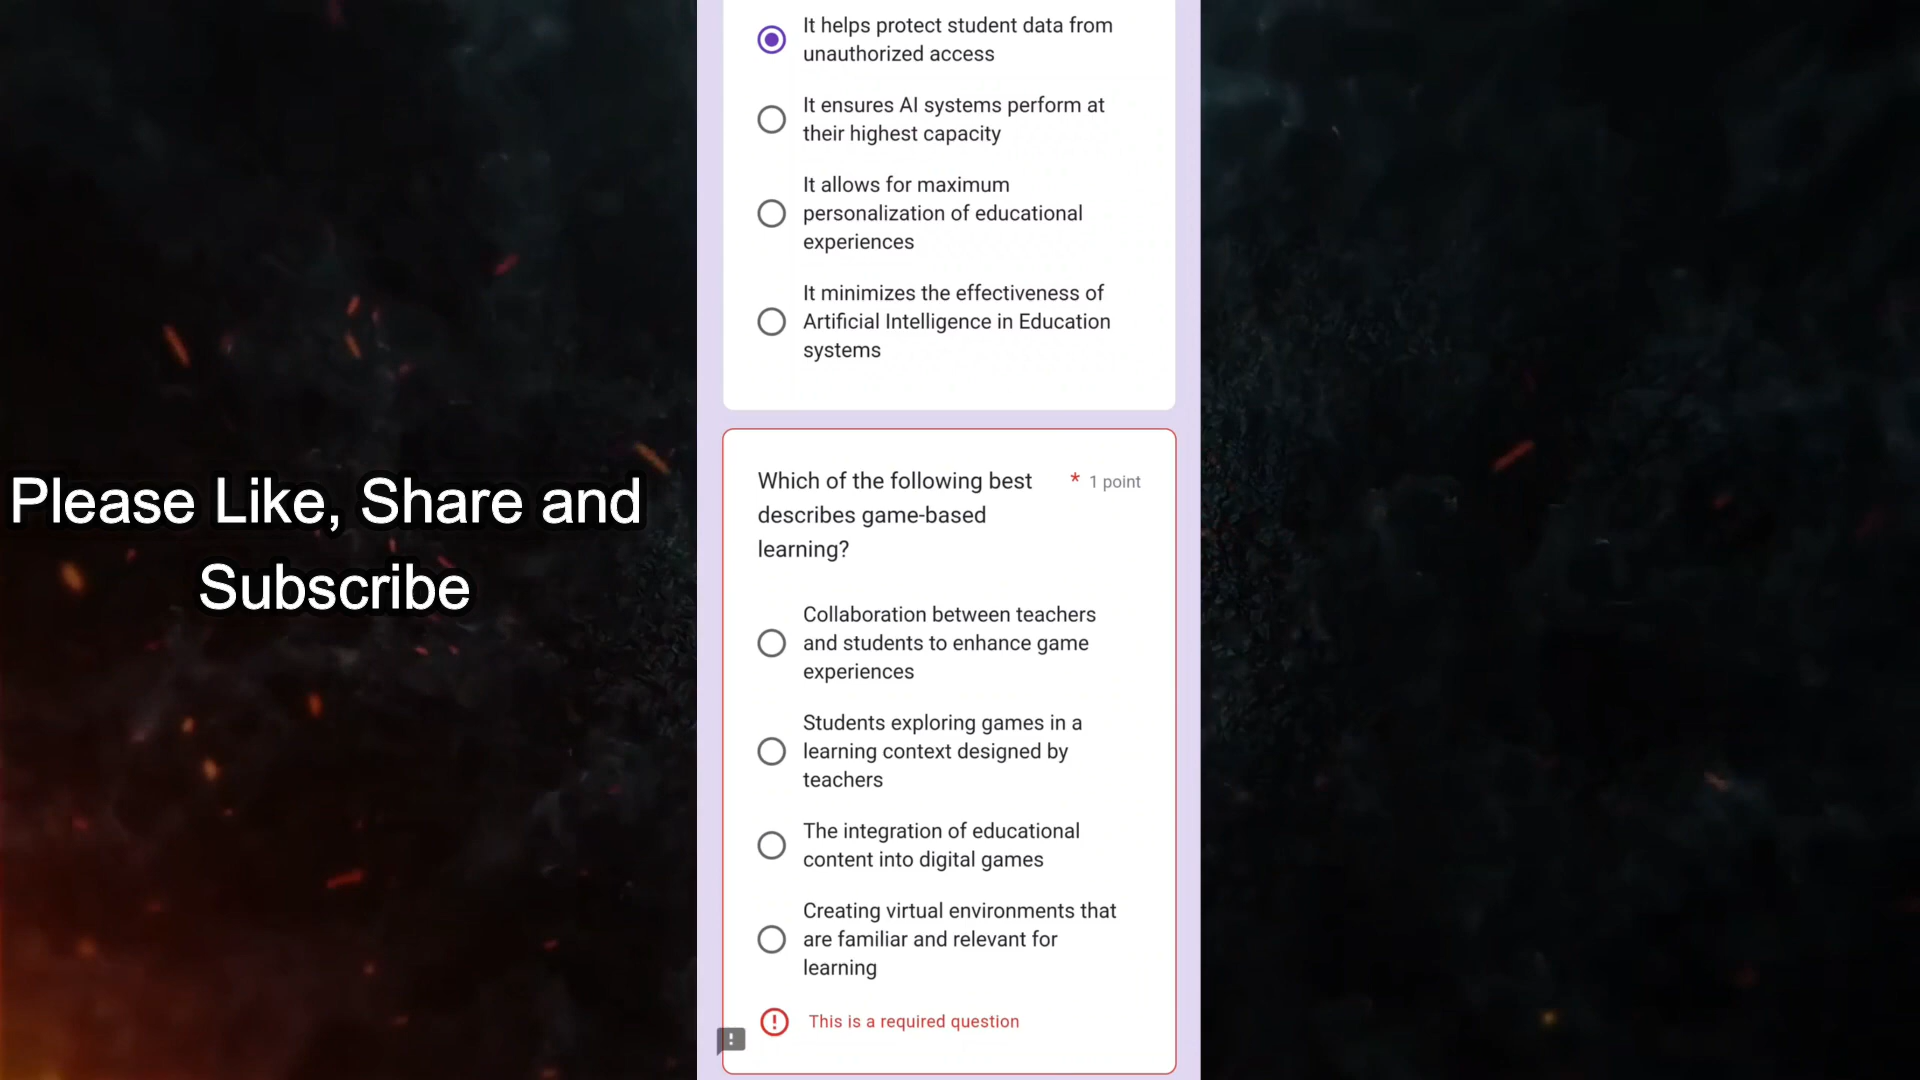 It helps protect student data from
unauthorized access
It ensures AI systems perform at
their highest capacity
It allows for maximum
personalization of educational
experiences
It minimizes the effectiveness of
Artificial Intelligence in Education
systems
Please Like, Share and
Subscribe
Which of the following best * 1 point
describes game-based
learning?
Collaboration between teachers
and students to enhance game
experiences
Students exploring games in a
learning context designed by
teachers
The integration of educational
content into digital games
Creating virtual environments that
are familiar and relevant for
learning
This is a required question